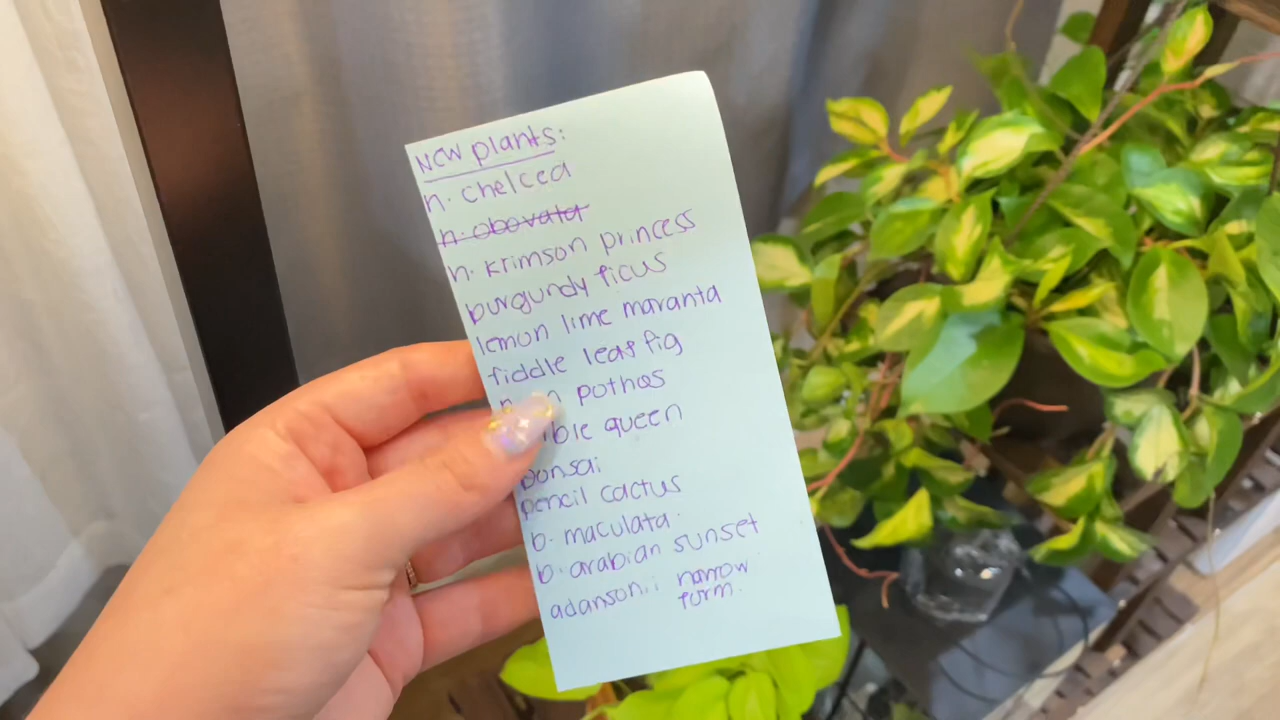 New plants:
h. chelcea
h. obovata
h. krimson princess
burgundy ficus
lemon lime maranta
fiddle leaf fig
pothos
queen
bonsai
pencil cactus
b. maculata
b. arabian sunset
adansonii narrow
form.